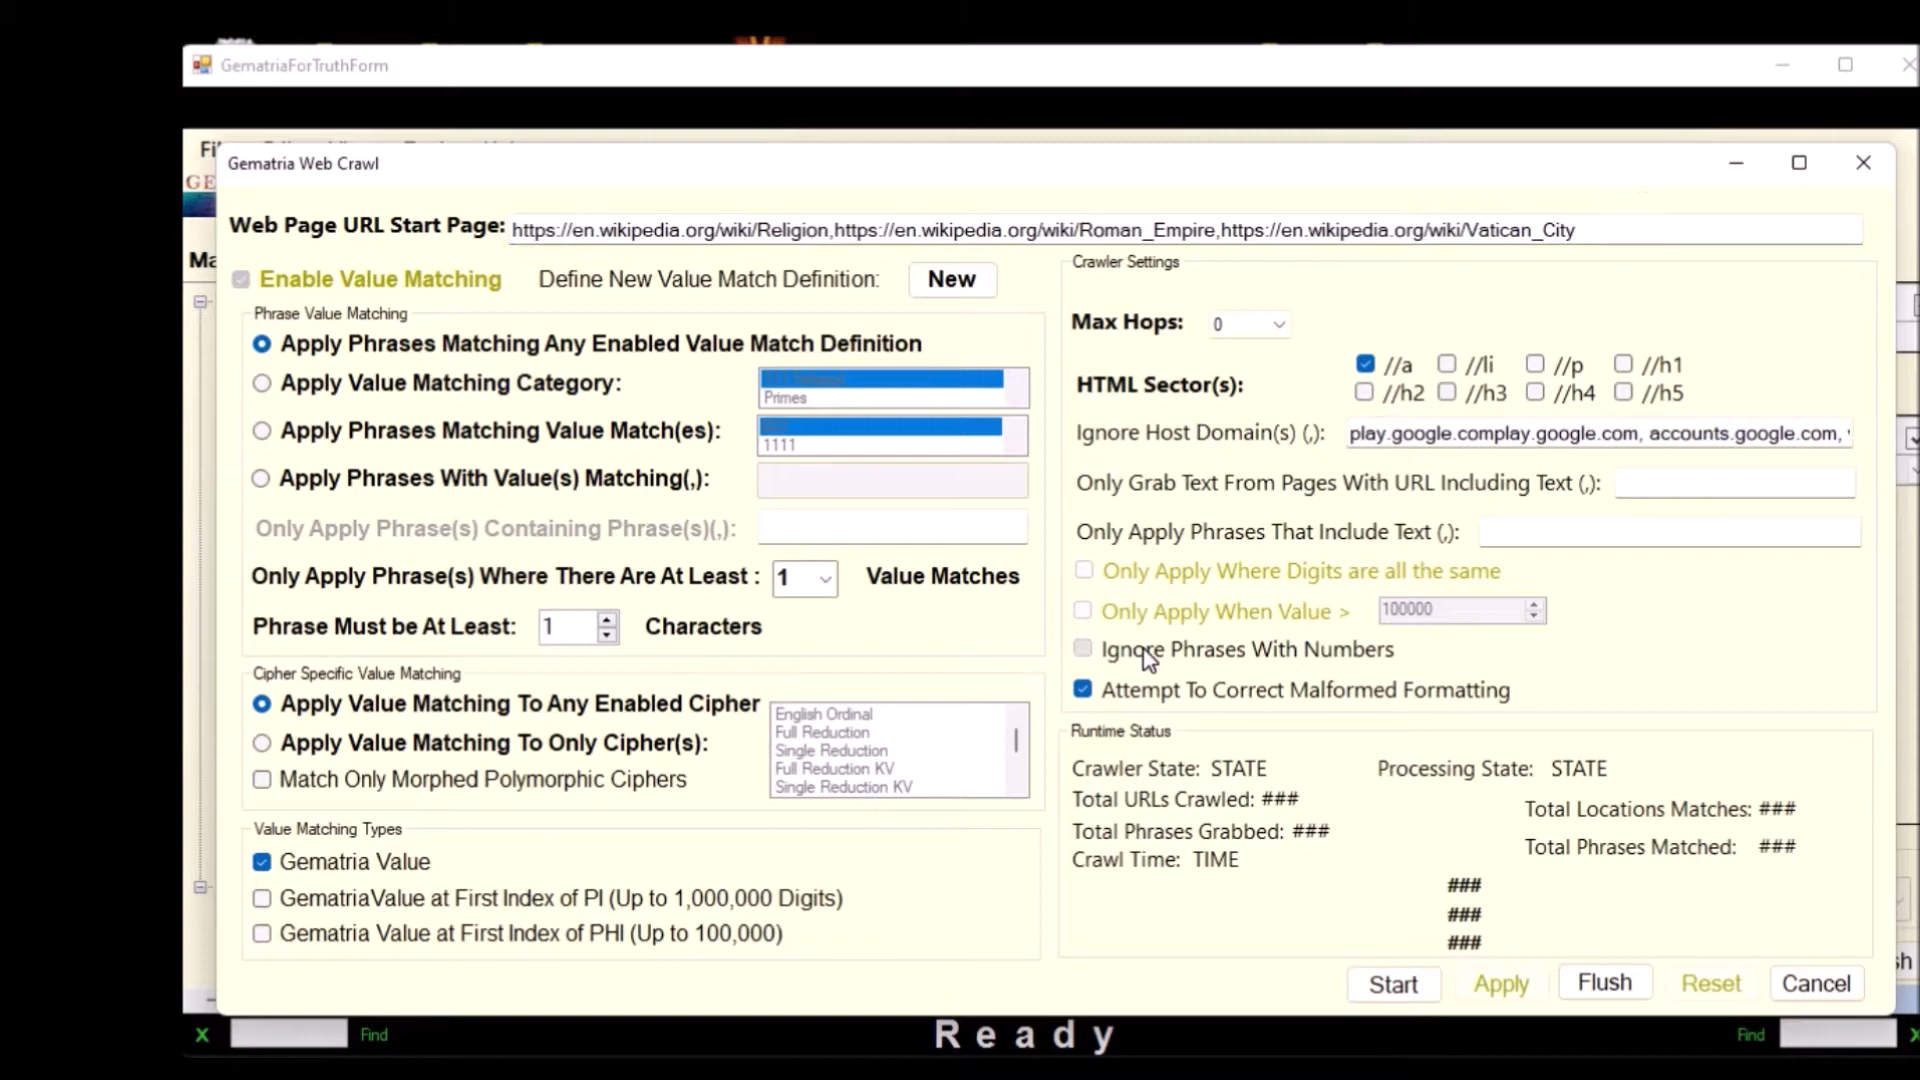 GematriaForTruthForm
Gematria Web Crawl
Web Page URL Start Page: https://en.wikipedia.org/wiki/Religion,https://en.wikipedia.org/wiki/Roman_Empire,https://en.wikipedia.org/wiki/Vatican_City
Enable Value Matching Define New Value Match Definition: New
Phrase Value Matching
Apply Phrases Matching Any Enabled Value Match Definition
Apply Value Matching Category:
Primes
Apply Phrases Matching Value Match(es):
1111
Apply Phrases With Value(s) Matching(,):
Only Apply Phrase(s) Containing Phrase(s)(,):
Only Apply Phrase(s) Where There Are At Least : 1 Value Matches
Phrase Must be At Least: 1 Characters
Cipher Specific Value Matching
Apply Value Matching To Any Enabled Cipher
Apply Value Matching To Only Cipher(s):
Match Only Morphed Polymorphic Ciphers
English Ordinal
Full Reduction
Single Reduction
Full Reduction KV
Single Reduction KV
Value Matching Types
Gematria Value
GematriaValue at First Index of PI (Up to 1,000,000 Digits)
Gematria Value at First Index of PHI (Up to 100,000)
Crawler Settings
Max Hops: 0
HTML Sector(s): //a //li //p //h1
//h2 //h3 //h4 //h5
Ignore Host Domain(s) (,): play.google.complay.google.com, accounts.google.com,
Only Grab Text From Pages With URL Including Text (,):
Only Apply Phrases That Include Text (,):
Only Apply Where Digits are all the same
Only Apply When Value > 100000
Ignore Phrases With Numbers
Attempt To Correct Malformed Formatting
Runtime Status
Crawler State: STATE Processing State: STATE
Total URLs Crawled: ###
Total Locations Matches: ###
Total Phrases Grabbed: ###
Total Phrases Matched: ###
Crawl Time: TIME
###
###
###
Start Apply Flush Reset Cancel
X Find Ready Find X